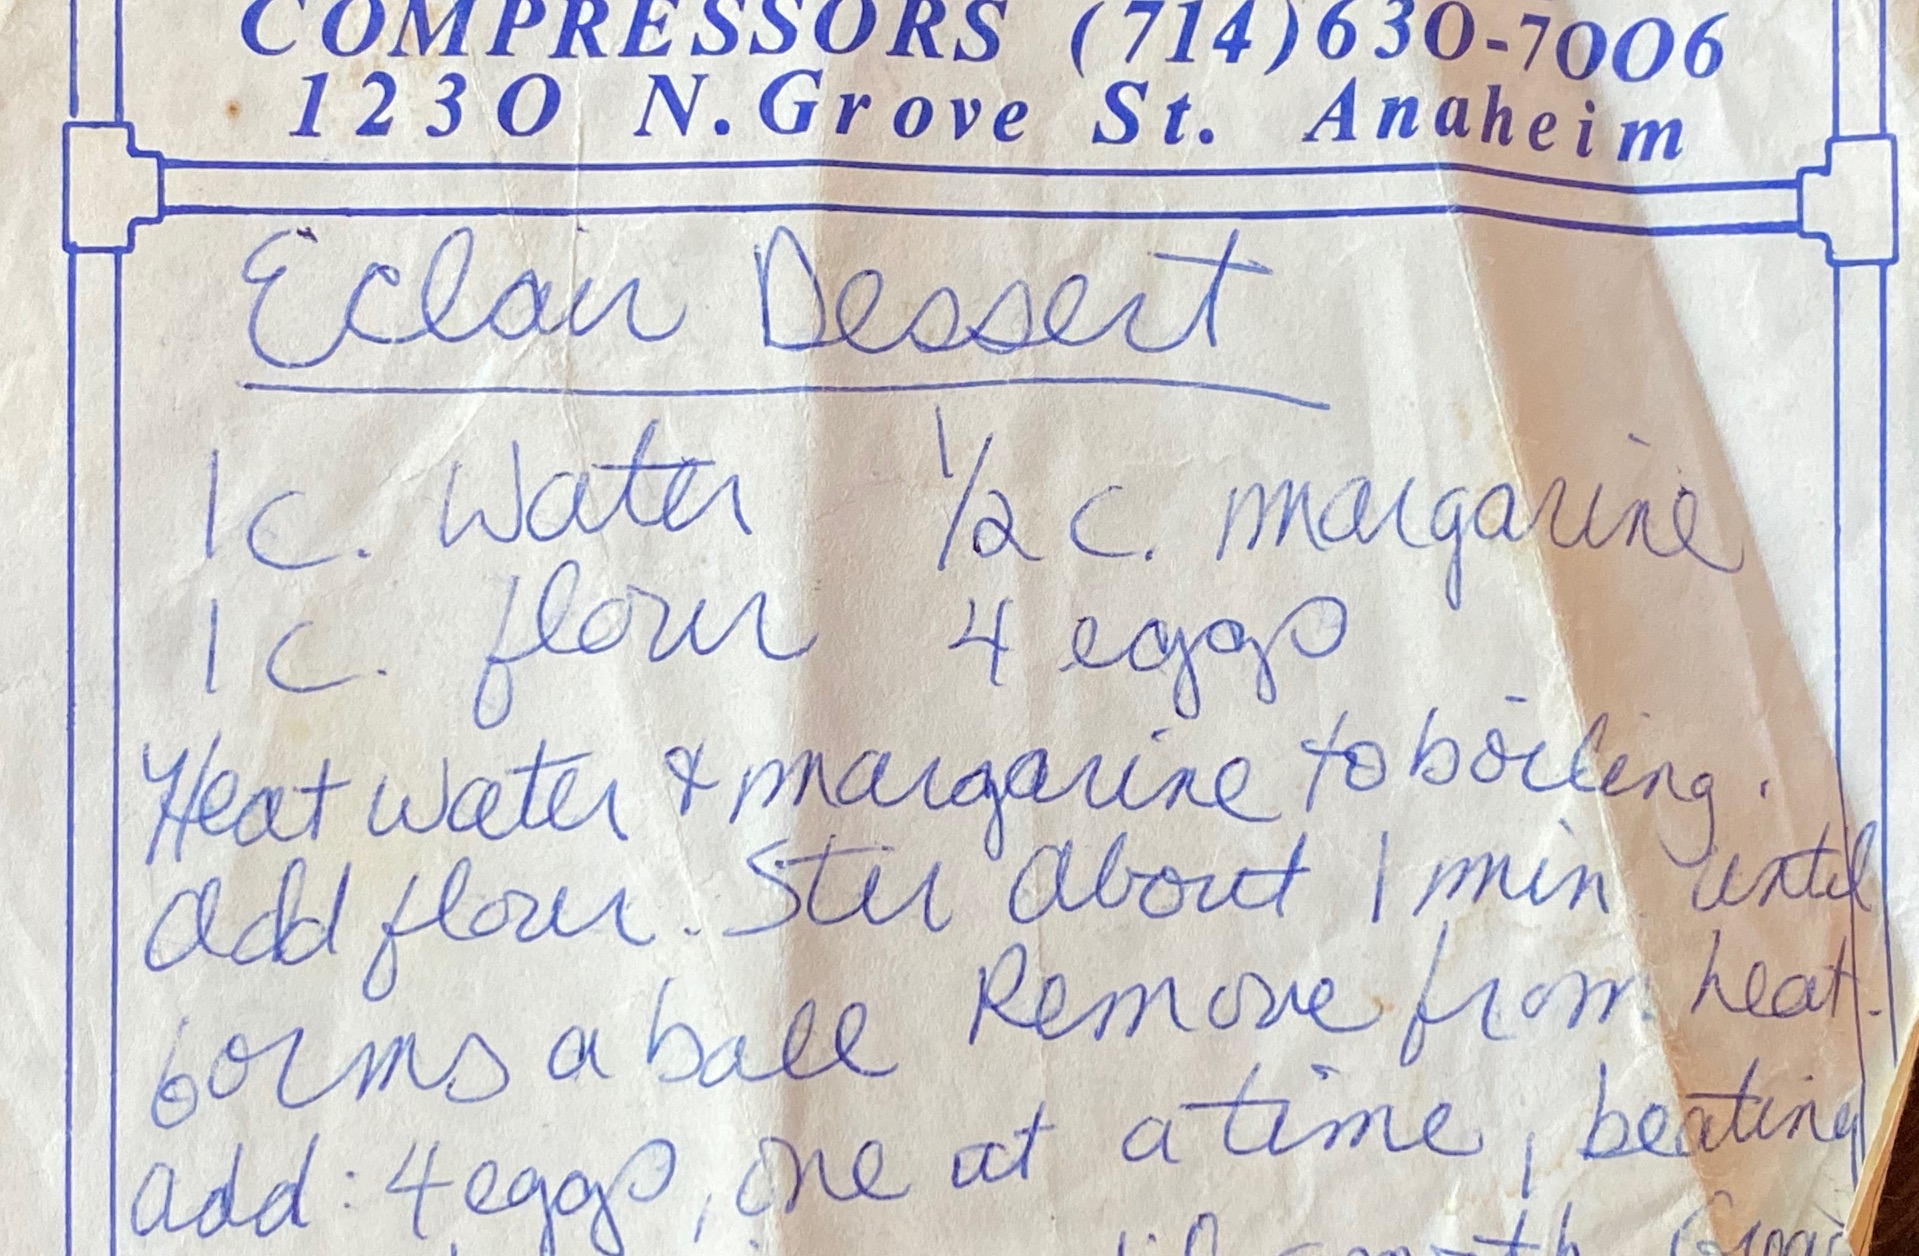 COMPRESSORS (714)630-7006
1230 N. Grove St. Anaheim
Eclair Dessert
1 c. Water 1/2 c. margarine
1 c. flour 4 eggs
Heat water & margarine to boiling.
Add flour. Stir About 1 min until
forms a ball Remove from heat.
Add: 4 eggs, one at a time, beating
smooth